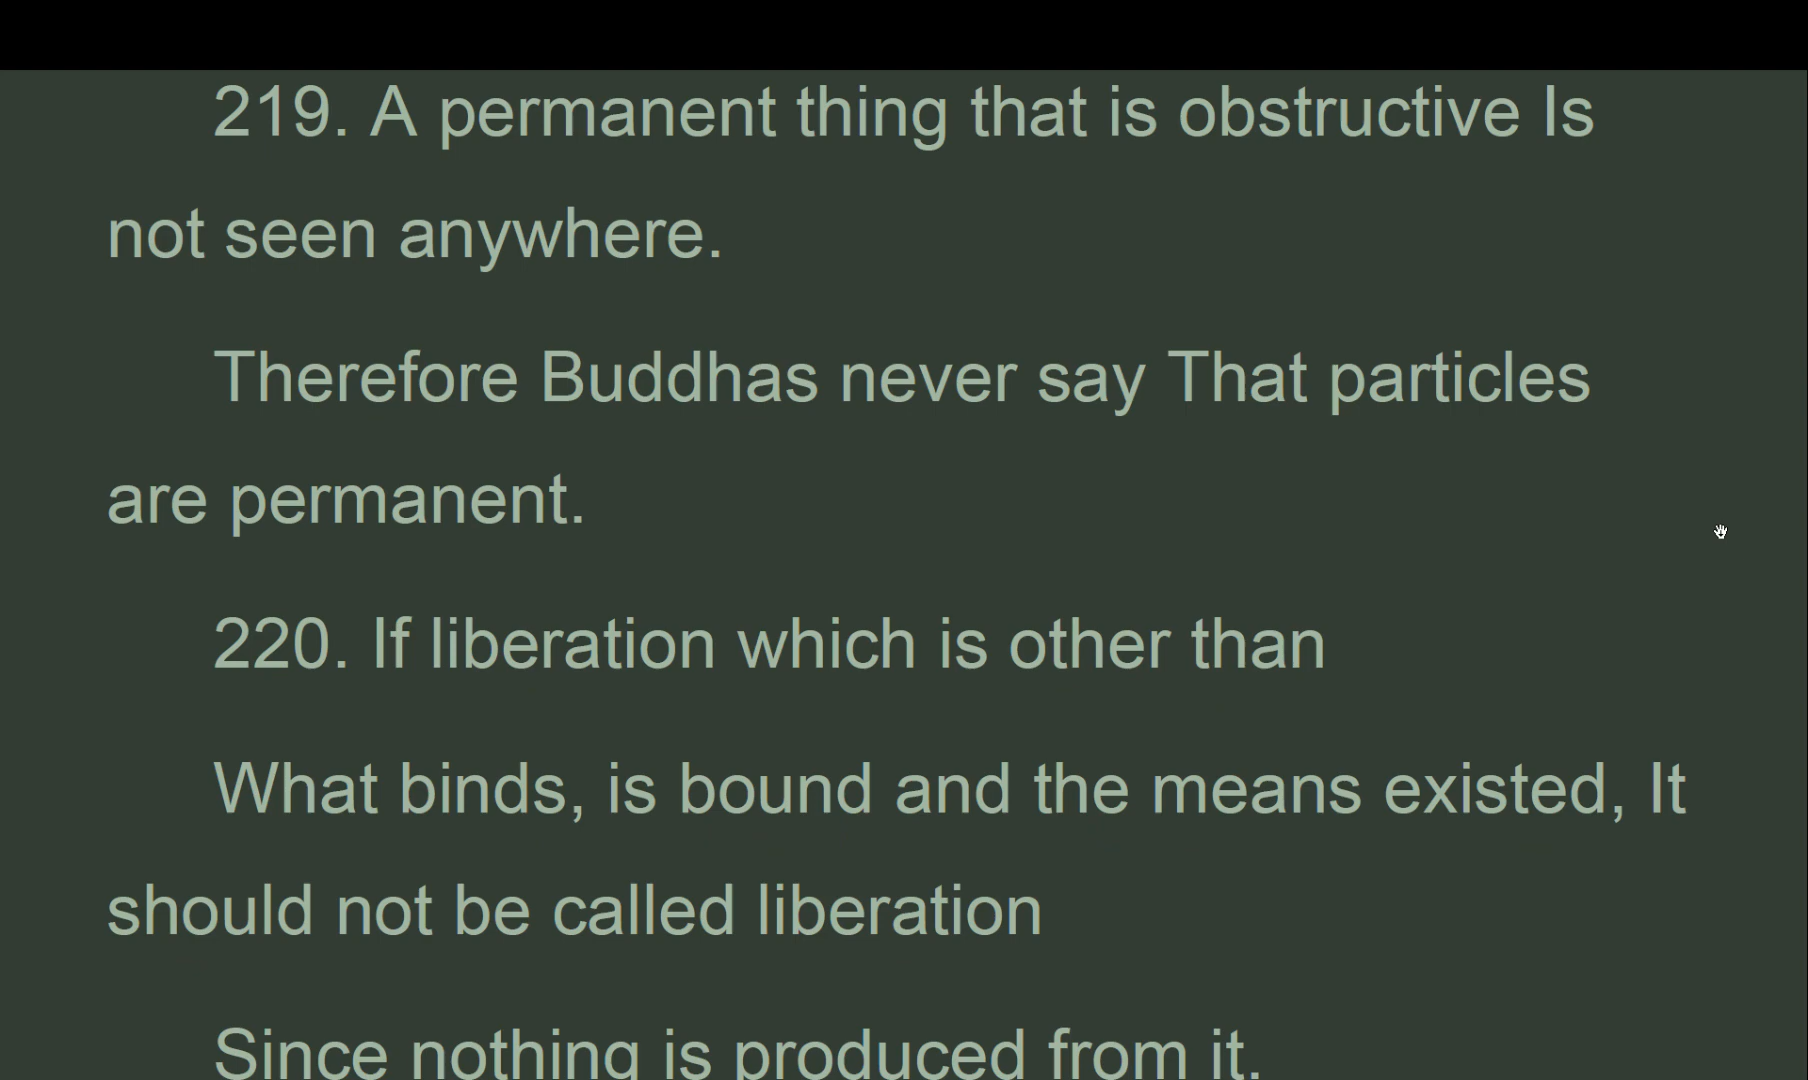 219. A permanent thing that is obstructive Is
not seen anywhere.
Therefore Buddhas never say That particles
are permanent.
220. If liberation which is other than
What binds, is bound and the means existed, It
should not be called liberation
Since nothing is produced from it.